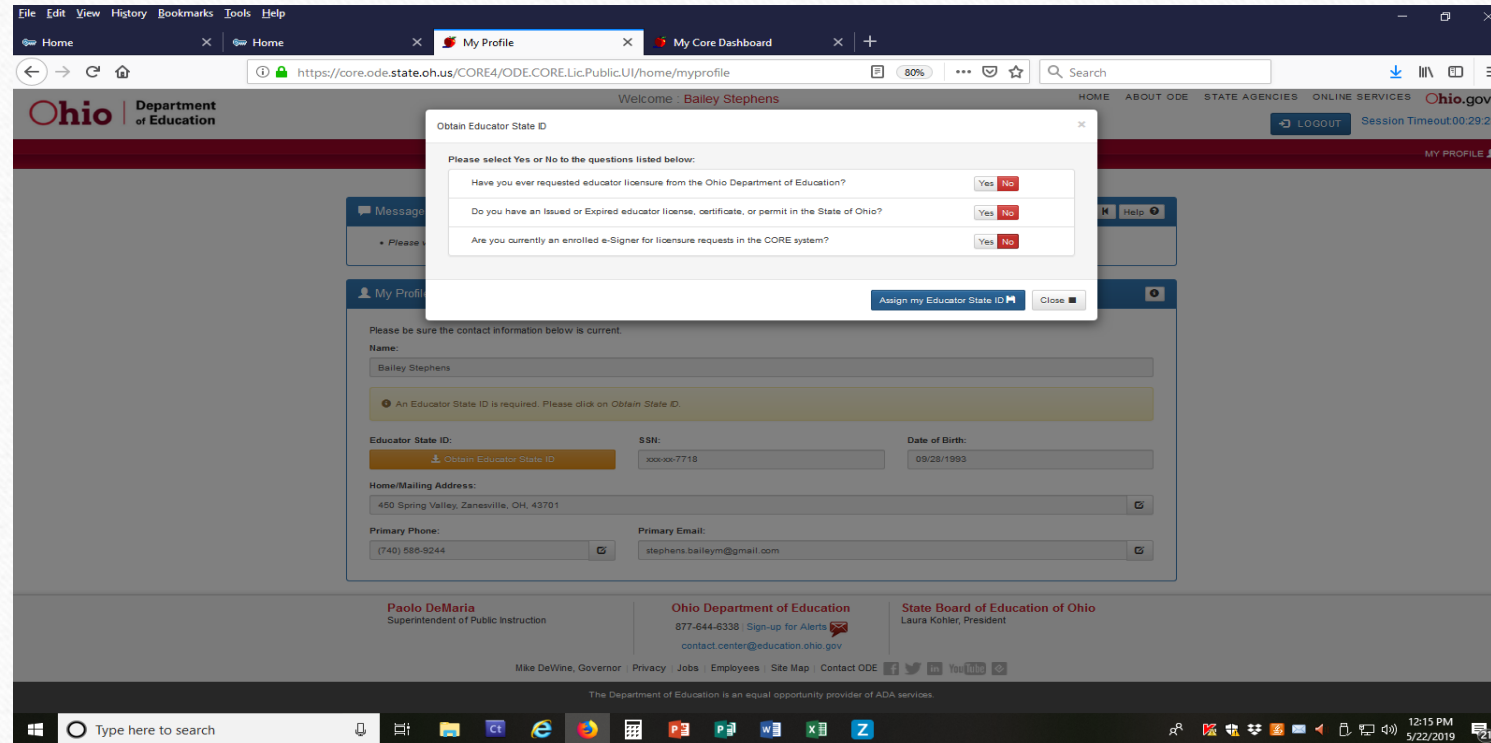 File Edit View History Bookmarks Tools Help
Home Home My Profile My Core Dashboard
https://core.ode.state.oh.us/CORE4/ODE.CORE.Lic.Public.UI/home/myprofile 80% Search
Ohio Department of Education
Welcome : Bailey Stephens
HOME ABOUT ODE STATE AGENCIES ONLINE SERVICES Ohio.gov
LOGOUT Session Timeout:00:29:2
MY PROFILE
Obtain Educator State ID
Please select Yes or No to the questions listed below:
Have you ever requested educator licensure from the Ohio Department of Education? Yes No
Do you have an Issued or Expired educator license, certificate, or permit in the State of Ohio? Yes No
Are you currently an enrolled e-Signer for licensure requests in the CORE system? Yes No
Assign my Educator State ID Close
Message Help
• Please
My Profil
Please be sure the contact information below is current.
Name:
Bailey Stephens
An Educator State ID is required. Please click on Obtain State ID.
Educator State ID: SSN: Date of Birth:
Obtain Educator State ID xxx-xx-7718 09/28/1993
Home/Mailing Address:
450 Spring Valley, Zanesville, OH, 43701
Primary Phone: Primary Email:
(740) 586-9244 stephens.baileym@gmail.com
Paolo DeMaria Ohio Department of Education State Board of Education of Ohio
Superintendent of Public Instruction 877-644-6338 | Sign-up for Alerts Laura Kohler, President
contact.center@education.ohio.gov
Mike DeWine, Governor | Privacy | Jobs | Employees | Site Map | Contact ODE YouTube
The Department of Education is an equal opportunity provider of ADA services.
Type here to search
12:15 PM
5/22/2019